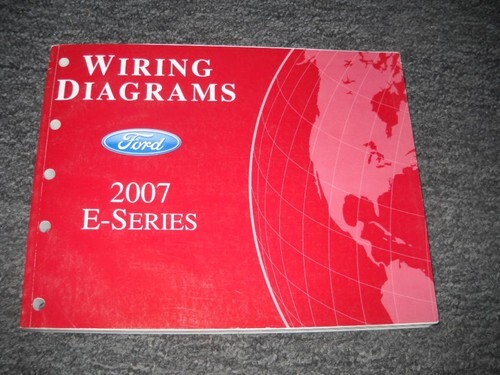 WIRING
DIAGRAMS
Ford
2007
E-SERIES